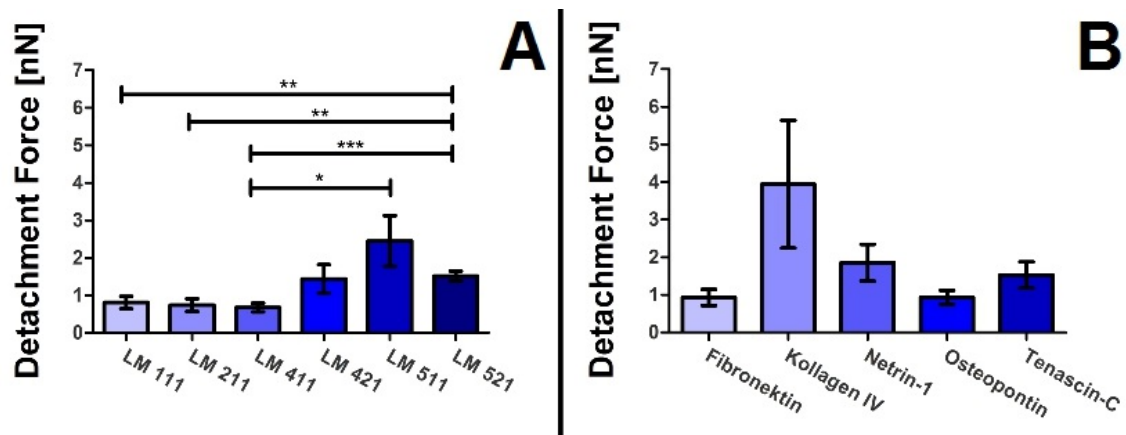 A
Detachment Force [nN]
7
6
5
4
3
2
1
0
**
**
***
*
LM 111
LM 211
LM 411
LM 421
LM 511
LM 521
B
Detachment Force [nN]
7
6
5
4
3
2
1
0
Fibronektin
Kollagen IV
Netrin-1
Osteopontin
Tenascin-C